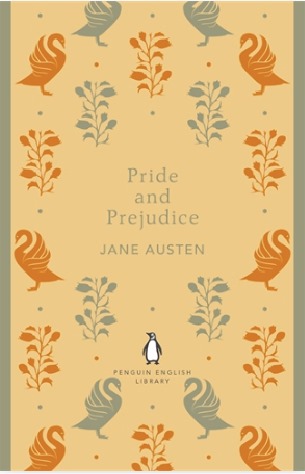 Pride
and
Prejudice
JANE AUSTEN
PENGUIN ENGLISH
LIBRARY